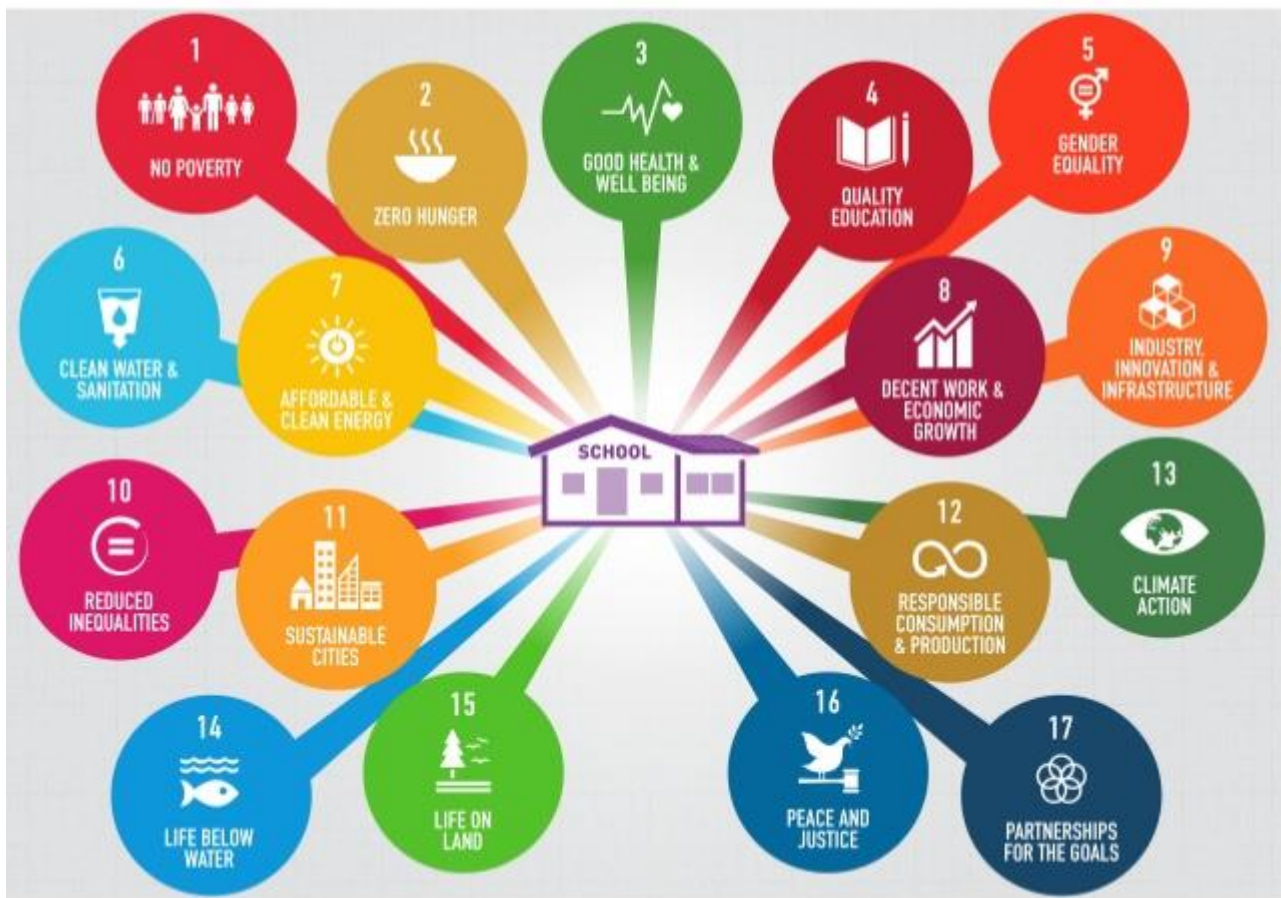 1
NO POVERTY
2
ZERO HUNGER
3
GOOD HEALTH &
WELL BEING
4
QUALITY
EDUCATION
5
GENDER
EQUALITY
6
CLEAN WATER &
SANITATION
7
AFFORDABLE &
CLEAN ENERGY
8
DECENT WORK &
ECONOMIC
GROWTH
9
INDUSTRY,
INNOVATION &
INFRASTRUCTURE
SCHOOL
10
REDUCED
INEQUALITIES
11
SUSTAINABLE
CITIES
12
RESPONSIBLE
CONSUMPTION
& PRODUCTION
13
CLIMATE
ACTION
14
LIFE BELOW
WATER
15
LIFE ON
LAND
16
PEACE AND
JUSTICE
17
PARTNERSHIPS
FOR THE GOALS